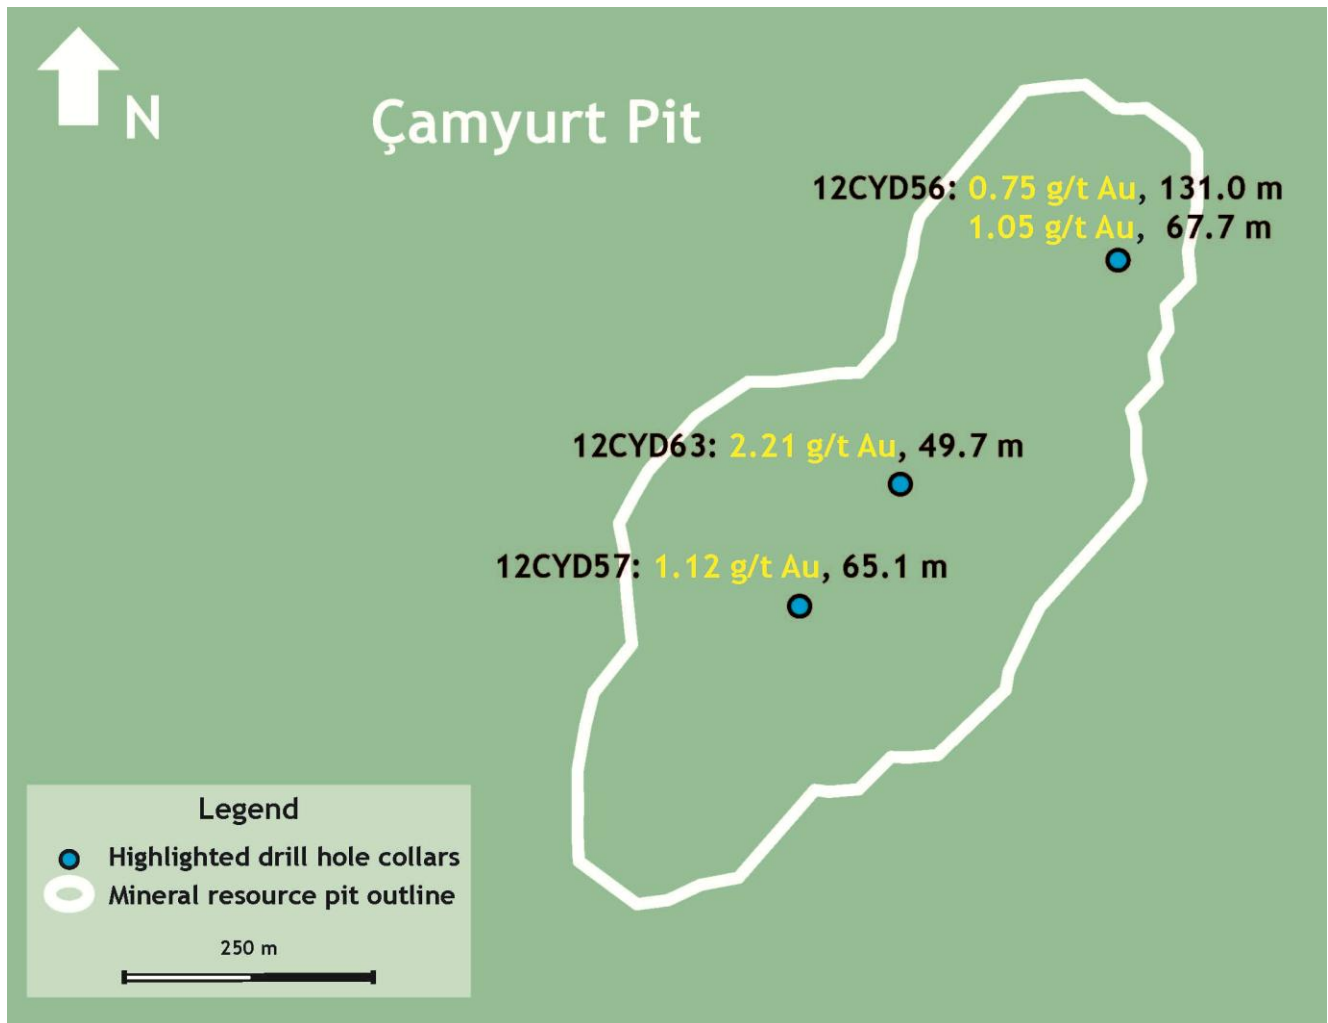 N
Çamyurt Pit
12CYD56: 0.75 g/t Au, 131.0 m
1.05 g/t Au, 67.7 m
12CYD63: 2.21 g/t Au, 49.7 m
12CYD57: 1.12 g/t Au, 65.1 m
Legend
Highlighted drill hole collars
Mineral resource pit outline
250 m